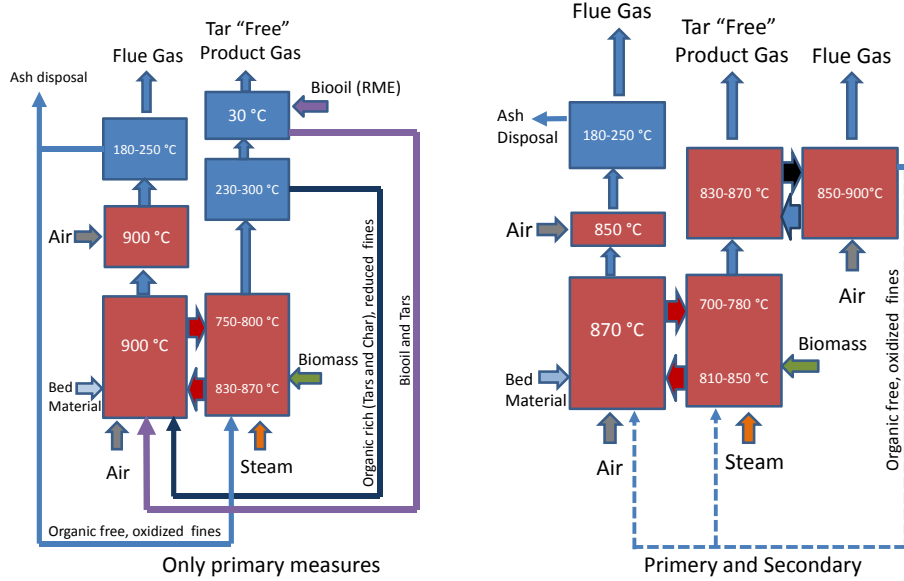 Flue Gas
Tar “Free”
Product Gas
Ash disposal
Biooil (RME)
30 °C
180-250 °C
230-300 °C
Air
900 °C
750-800 °C
900 °C
830-870 °C
Biomass
Bed
Material
Air
Steam
Organic rich (Tars and Char), reduced fines
Biooil and Tars
Organic free, oxidized fines
Only primary measures
Flue Gas
Tar “Free”
Product Gas
Flue Gas
Ash
Disposal
180-250 °C
830-870 °C
850-900°C
Air
850 °C
Air
700-780 °C
870 °C
810-850 °C
Biomass
Bed
Material
Air
Steam
Organic free, oxidized fines
Primery and Secondary